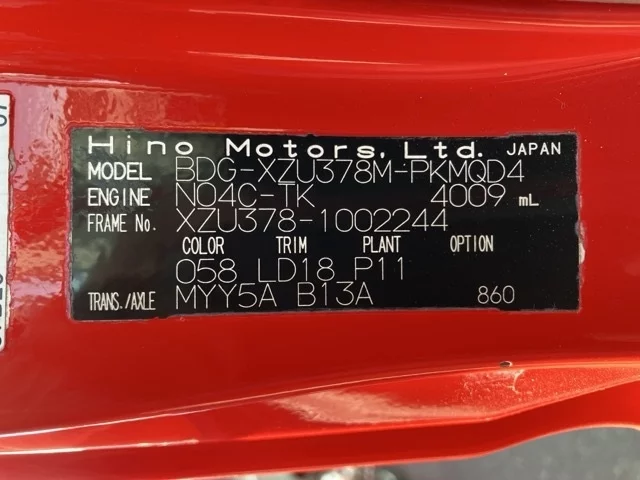 Hino Motors, Ltd. JAPAN
MODEL BDG-XZU378M-PKMQD4
ENGINE N04C-TK 4009 mL
FRAME No. XZU378-1002244
COLOR TRIM PLANT OPTION
058 LD18 P11
TRANS./AXLE MYY5A B13A 860